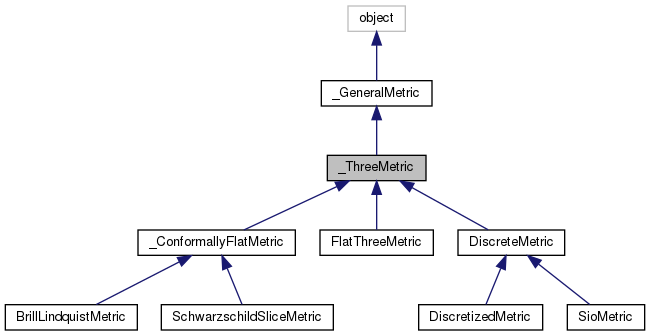 object
_GeneralMetric
_ThreeMetric
_ConformallyFlatMetric
FlatThreeMetric
DiscreteMetric
BrillLindquistMetric
SchwarzschildSliceMetric
DiscretizedMetric
SioMetric